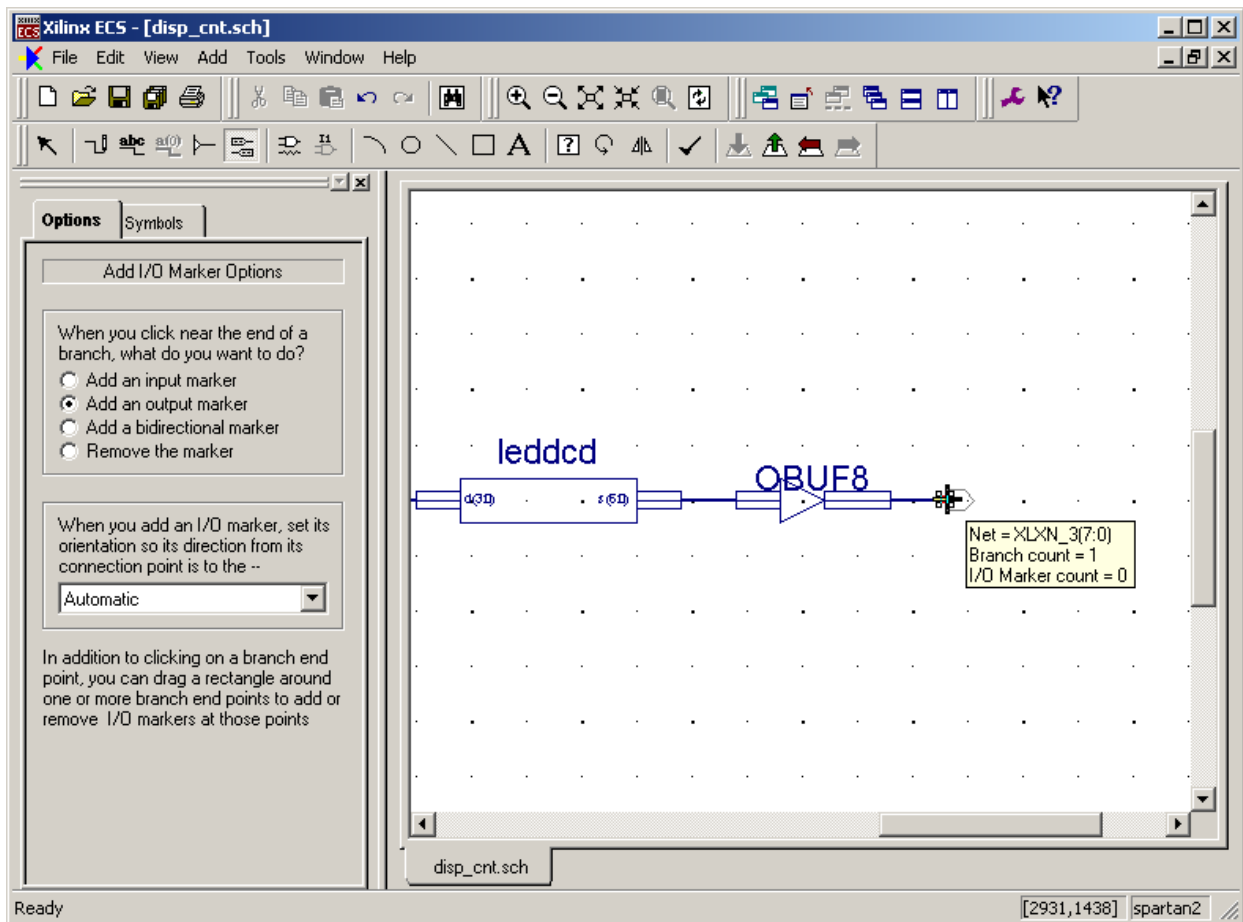 Xilinx ECS - [disp_cnt.sch]
File Edit View Add Tools Window Help
Options
Symbols
Add I/O Marker Options
When you click near the end of a
branch, what do you want to do?
Add an input marker
Add an output marker
Add a bidirectional marker
Remove the marker
When you add an I/O marker, set its
orientation so its direction from its
connection point is to the --
Automatic
In addition to clicking on a branch end
point, you can drag a rectangle around
one or more branch end points to add or
remove I/O markers at those points
leddcd
d(3:0)
s(6:0)
OBUF8
Net = XLXN_3(7:0)
Branch count = 1
I/O Marker count = 0
disp_cnt.sch
Ready
[2931,1438]
spartan2